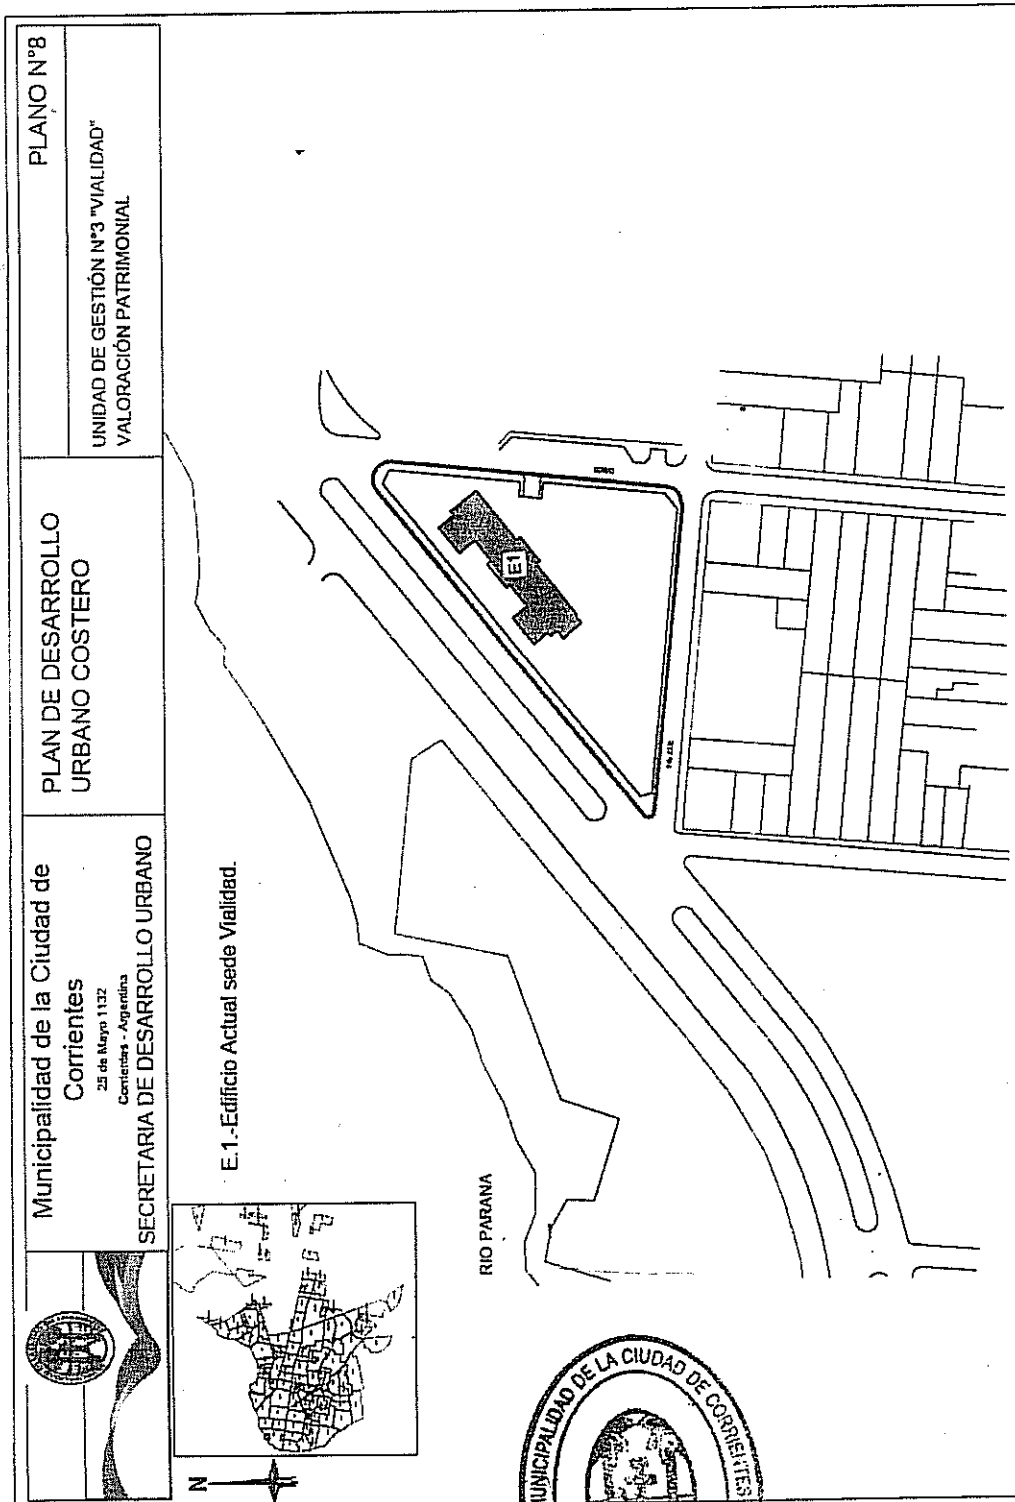 Municipalidad de la Ciudad de
Corrientes
25 de Mayo 1132
Corrientes - Argentina
SECRETARIA DE DESARROLLO URBANO
PLAN DE DESARROLLO
URBANO COSTERO
PLANO N°8
UNIDAD DE GESTIÓN N°3 "VIALIDAD"
VALORACIÓN PATRIMONIAL
N
E.1.-Edificio Actual sede Vialidad.
RIO PARANA
E1
MUNICIPALIDAD DE LA CIUDAD DE CORRIENTES